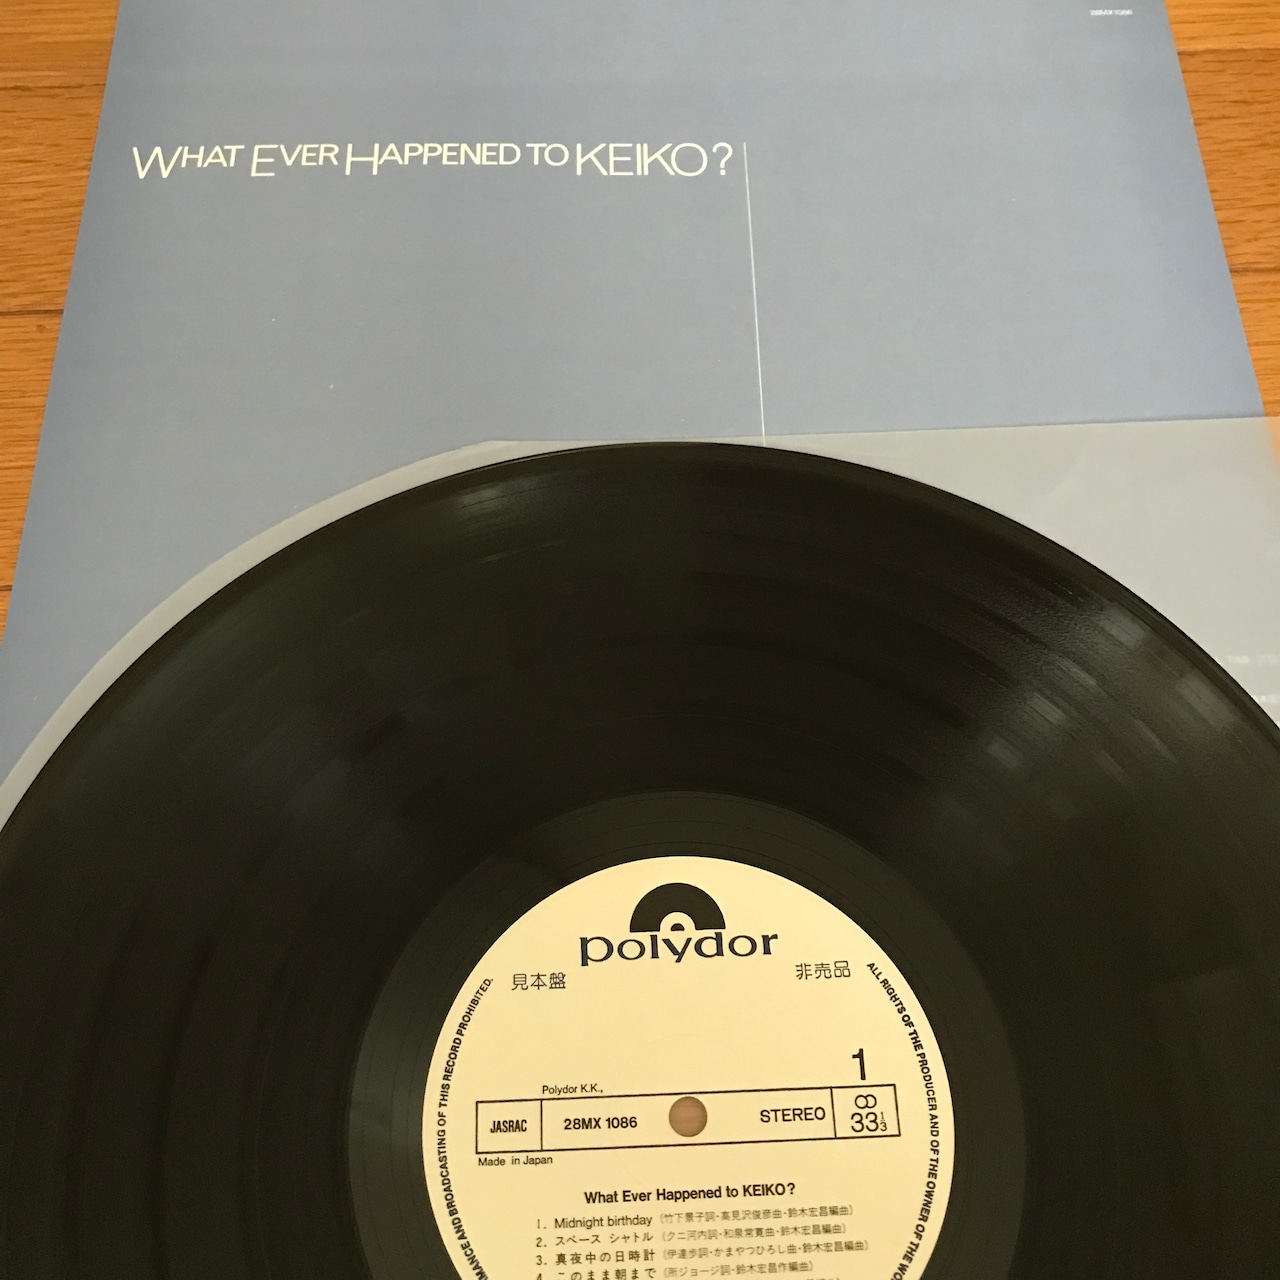 28MX 1086
WHAT EVER HAPPENED TO KEIKO?
polydor
見本盤
非売品
ALL RIGHTS OF THE PRODUCER AND OF THE OWNER OF THE
BROADCASTING OF THIS RECORD PROHIBITED.
1
Polydor K.K.,
JASRAC
28MX 1086
STEREO
33 1/3
Made in Japan
What Ever Happened to KEIKO?
1. Midnight birthday (竹下景子詞・高見沢俊彦曲・鈴木宏昌編曲)
2. スペース シャトル (クニ河内詞・和泉常寛曲・鈴木宏昌編曲)
3. 真夜中の日時計 (伊達歩詞・かまやつひろし曲・鈴木宏昌編曲)
4. このまま朝まで (所ジョージ詞・鈴木宏昌作編曲)